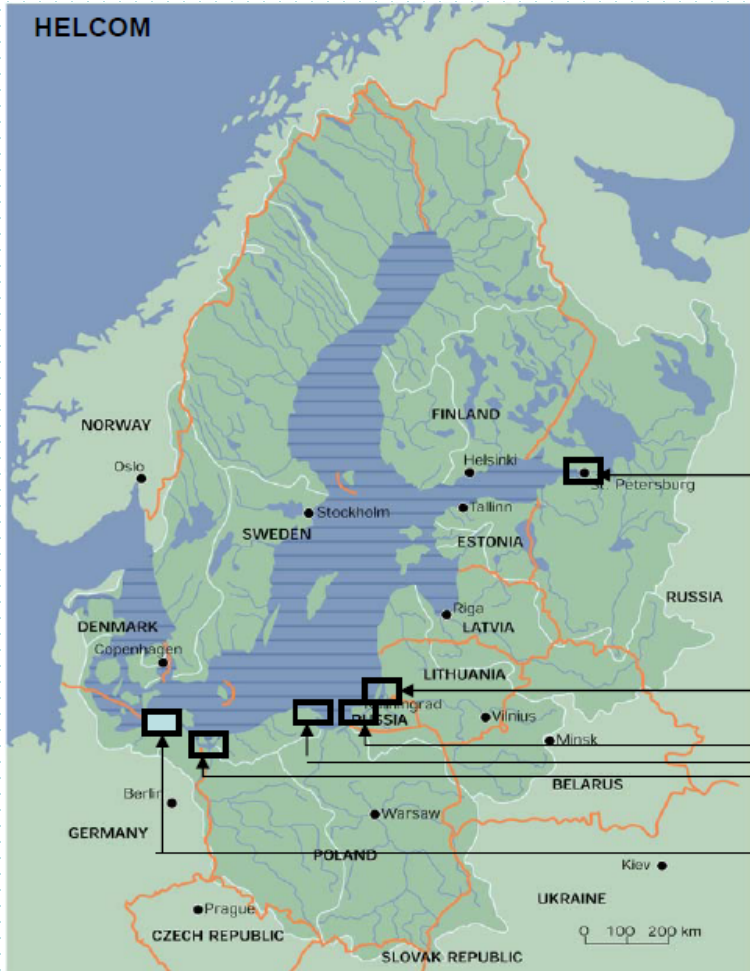 HELCOM
NORWAY
FINLAND
Oslo
Helsinki
St. Petersburg
Stockholm
Tallinn
SWEDEN
ESTONIA
RUSSIA
DENMARK
Riga
LATVIA
Copenhagen
LITHUANIA
RUSSIA
Vilnius
Minsk
BELARUS
Berlin
Warsaw
GERMANY
POLAND
Kiev
UKRAINE
Prague
CZECH REPUBLIC
0 100 200 km
SLOVAK REPUBLIC